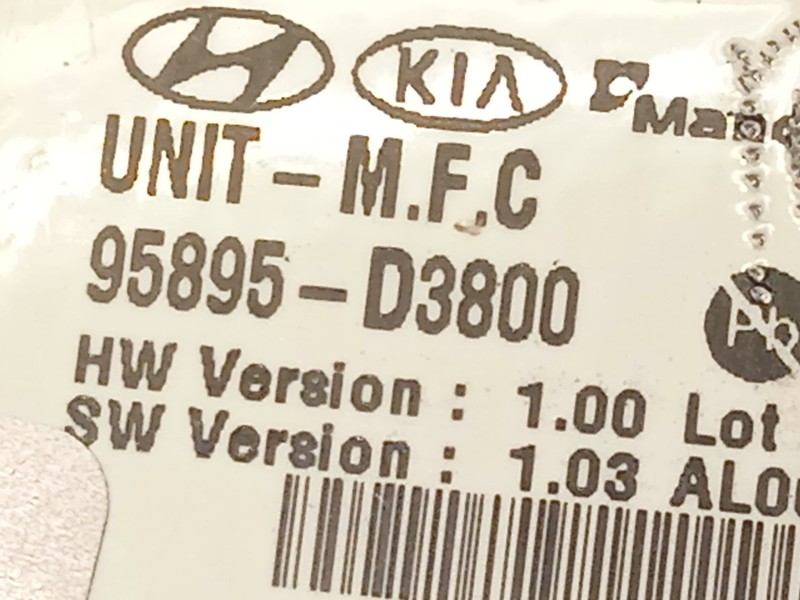 KIA
UNIT-M.F.C
95895-D3800
HW Version : 1.00 Lot
SW Version : 1.03